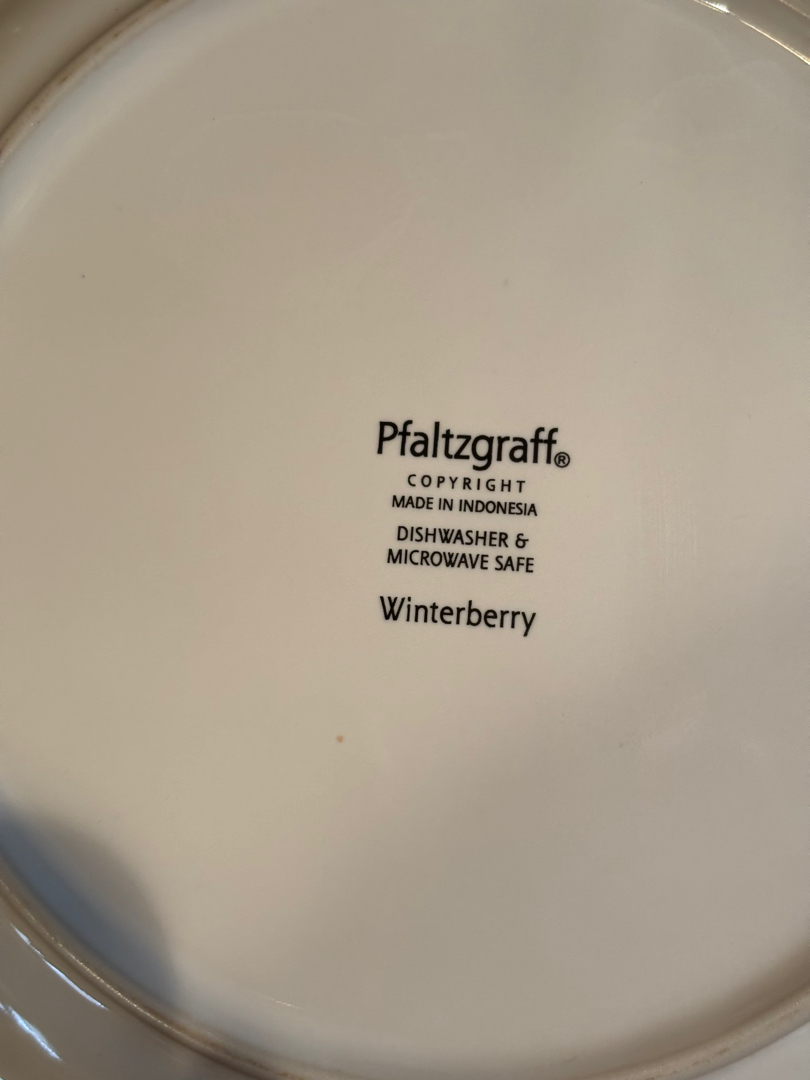 Pfaltzgraff®
COPYRIGHT
MADE IN INDONESIA
DISHWASHER &
MICROWAVE SAFE
Winterberry